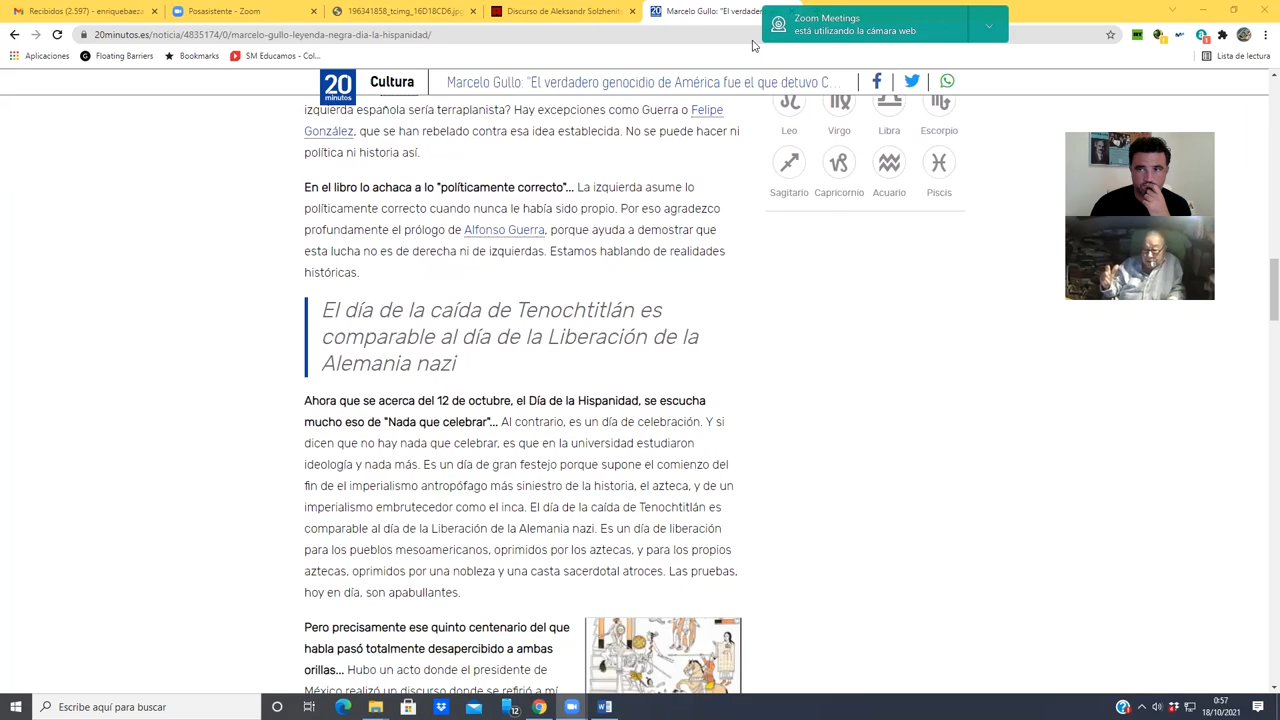 Recibidos (2.597) - enriquebaeza
Posasistente - Zoom
196341858_tcimg_16D18CD6.jpg
Discurso de Aleksandr Solzhenit
Marcelo Gullo: "El verdader
Zoom Meetings
está utilizando la cámara web
20minutos.es/noticia/4835174/0/marcelo-gullo-leyenda-negra-dia-la-hispanidad/
Aplicaciones
Floating Barriers
Bookmarks
SM Educamos - Col...
Lista de lectura
20
minutos
Cultura
Marcelo Gullo: "El verdadero genocidio de América fue el que detuvo C...
izquierda española sería terraplanista? Hay excepciones como Guerra o Felipe
González, que se han rebelado contra esa idea establecida. No se puede hacer ni
política ni historia así.
Leo
Virgo
Libra
Escorpio
Sagitario
Capricornio
Acuario
Piscis
En el libro lo achaca a lo "políticamente correcto"... La izquierda asume lo
políticamente correcto cuando nunca le había sido propio. Por eso agradezco
profundamente el prólogo de Alfonso Guerra, porque ayuda a demostrar que
esta lucha no es de derecha ni de izquierdas. Estamos hablando de realidades
históricas.
El día de la caída de Tenochtitlán es
comparable al día de la Liberación de la
Alemania nazi
Ahora que se acerca del 12 de octubre, el Día de la Hispanidad, se escucha
mucho eso de "Nada que celebrar"... Al contrario, es un día de celebración. Y si
dicen que no hay nada que celebrar, es que en la universidad estudiaron
ideología y nada más. Es un día de gran festejo porque supone el comienzo del
fin de el imperialismo antropófago más siniestro de la historia, el azteca, y de un
imperialismo embrutecedor como el inca. El día de la caída de Tenochtitlán es
comparable al día de la Liberación de la Alemania nazi. Es un día de liberación
para los pueblos mesoamericanos, oprimidos por los aztecas, y para los propios
aztecas, oprimidos por una nobleza y una casta sacerdotal atroces. Las pruebas,
hoy en día, son apabullantes.
Pero precisamente ese quinto centenario del que
habla pasó totalmente desapercibido a ambas
orillas... Hubo un acto donde el presidente de
México realizó un discurso donde se refirió a mí
Escribe aquí para buscar
12
0:57
18/10/2021